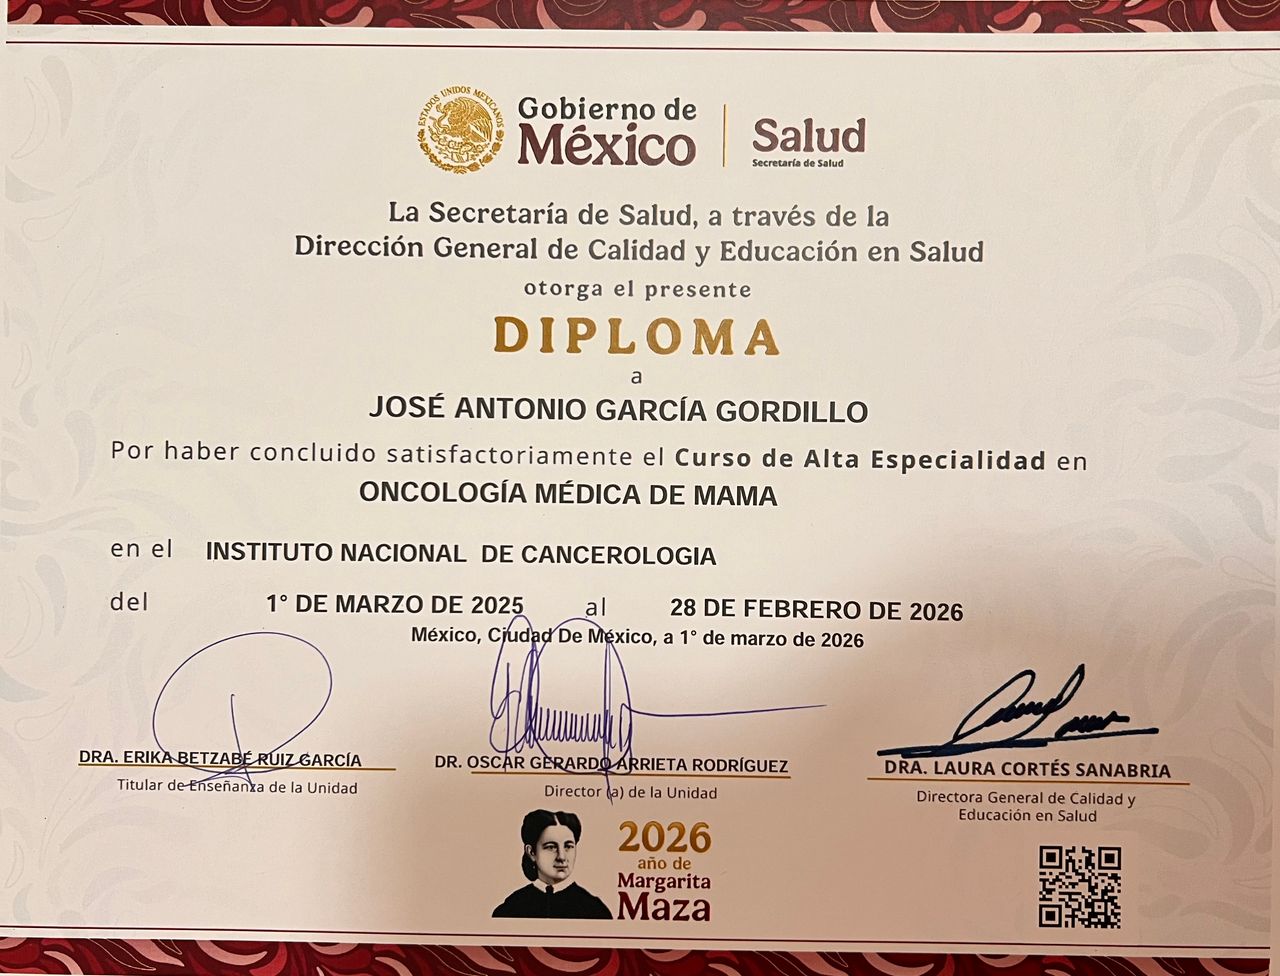 ESTADOS UNIDOS MEXICANOS
Gobierno de
México
Salud
Secretaría de Salud
La Secretaría de Salud, a través de la
Dirección General de Calidad y Educación en Salud
otorga el presente
DIPLOMA
a
JOSÉ ANTONIO GARCÍA GORDILLO
Por haber concluido satisfactoriamente el Curso de Alta Especialidad en
ONCOLOGÍA MÉDICA DE MAMA
en el INSTITUTO NACIONAL DE CANCEROLOGIA
del 1° DE MARZO DE 2025 al 28 DE FEBRERO DE 2026
México, Ciudad De México, a 1° de marzo de 2026
DRA. ERIKA BETZABÉ RUIZ GARCÍA
Titular de Enseñanza de la Unidad
DR. OSCAR GERARDO ARRIETA RODRÍGUEZ
Director (a) de la Unidad
DRA. LAURA CORTÉS SANABRIA
Directora General de Calidad y
Educación en Salud
2026
año de
Margarita
Maza